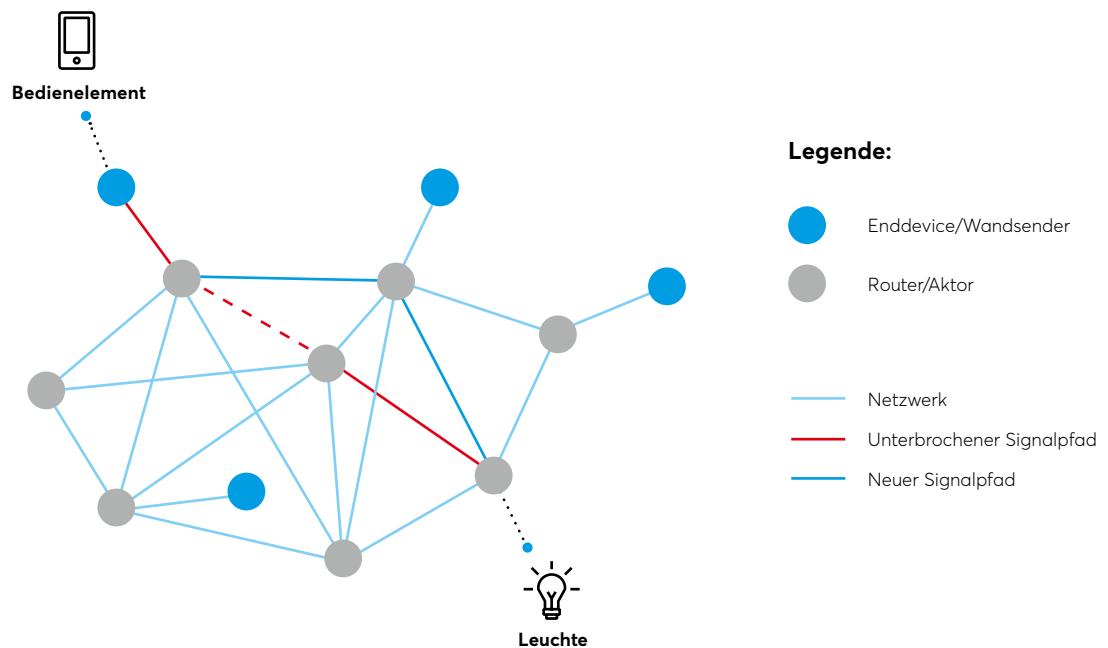 Bedienelement
Legende:
Enddevice/Wandsender
Router/Aktor
Netzwerk
Unterbrochener Signalpfad
Neuer Signalpfad
Leuchte